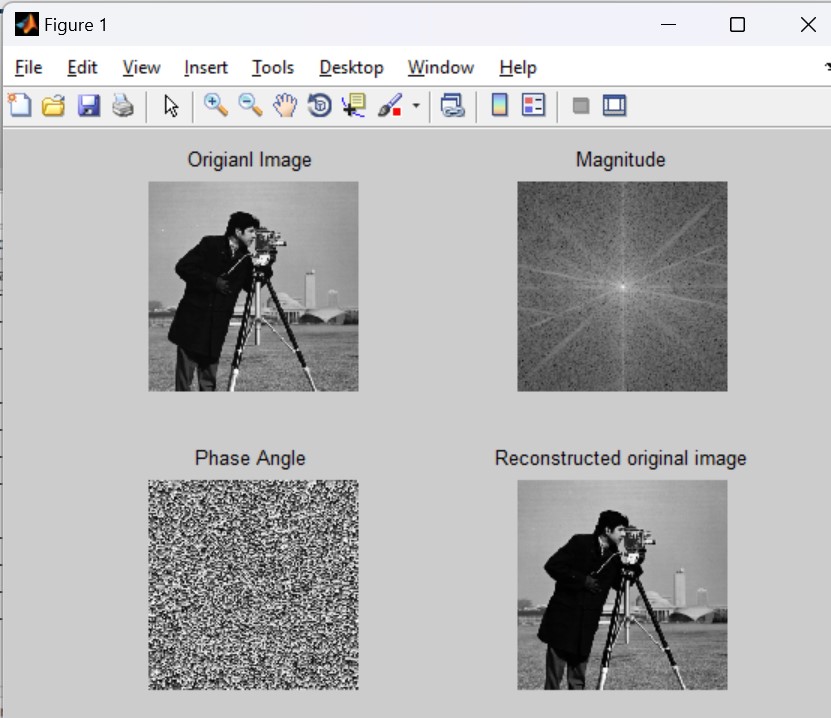 Figure 1
File Edit View Insert Tools Desktop Window Help
Origianl Image
Magnitude
Phase Angle
Reconstructed original image